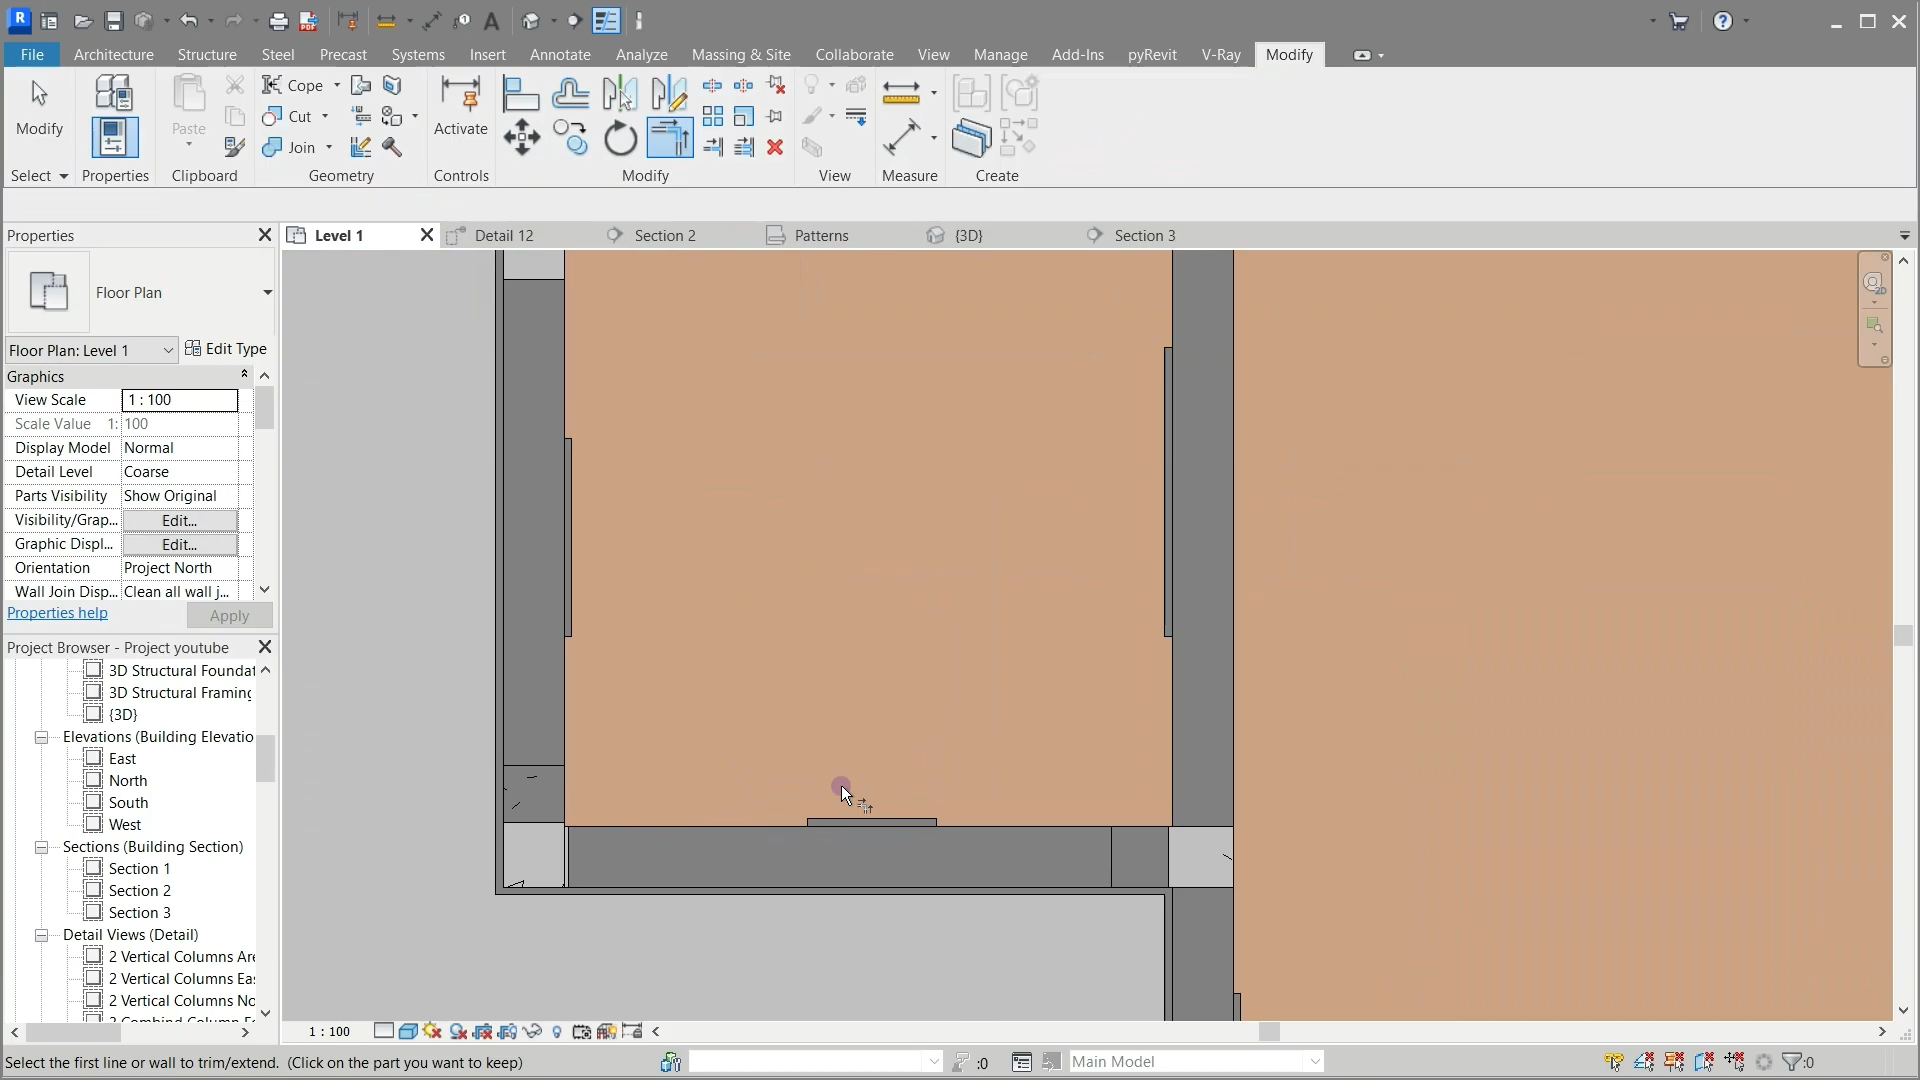 File Architecture Structure Steel Precast Systems Insert Annotate Analyze Massing & Site Collaborate View Manage Add-Ins pyRevit V-Ray Modify
Modify
Paste
Cope
Cut
Join
Activate
Select Properties Clipboard Geometry Controls Modify View Measure Create
Properties
Level 1 Detail 12 Section 2 Patterns {3D} Section 3
Floor Plan
Floor Plan: Level 1 Edit Type
Graphics
View Scale 1 : 100
Scale Value 1: 100
Display Model Normal
Detail Level Coarse
Parts Visibility Show Original
Visibility/Grap... Edit...
Graphic Displ... Edit...
Orientation Project North
Wall Join Disp... Clean all wall j...
Properties help Apply
Project Browser - Project youtube
3D Structural Foundat
3D Structural Framing
{3D}
Elevations (Building Elevatio
East
North
South
West
Sections (Building Section)
Section 1
Section 2
Section 3
Detail Views (Detail)
2 Vertical Columns Are
2 Vertical Columns Eas
2 Vertical Columns No
1 : 100
Select the first line or wall to trim/extend. (Click on the part you want to keep)
:0
Main Model
:0
2D